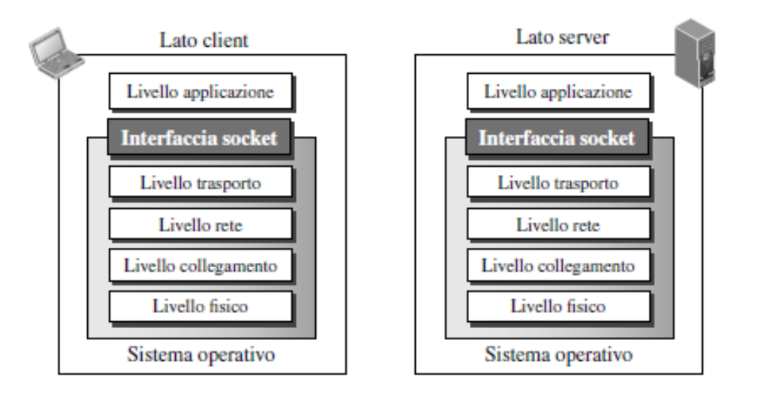 Lato client
Livello applicazione
Interfaccia socket
Livello trasporto
Livello rete
Livello collegamento
Livello fisico
Sistema operativo
Lato server
Livello applicazione
Interfaccia socket
Livello trasporto
Livello rete
Livello collegamento
Livello fisico
Sistema operativo